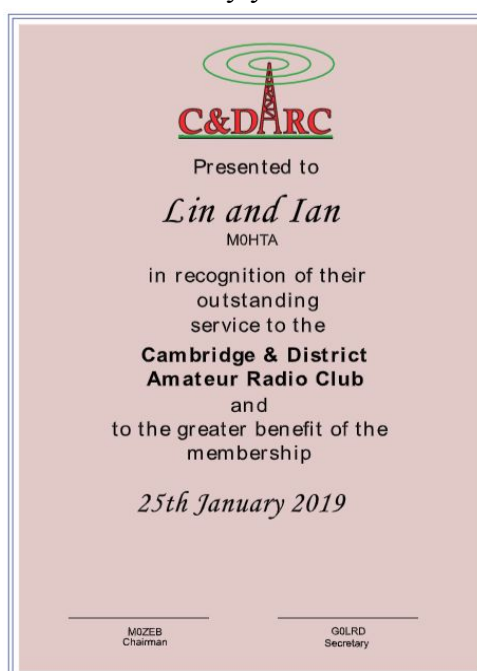 C&DARC
Presented to
Lin and Ian
M0HTA
in recognition of their
outstanding
service to the
Cambridge & District
Amateur Radio Club
and
to the greater benefit of the
membership
25th January 2019
M0ZEB
Chairman
G0LRD
Secretary